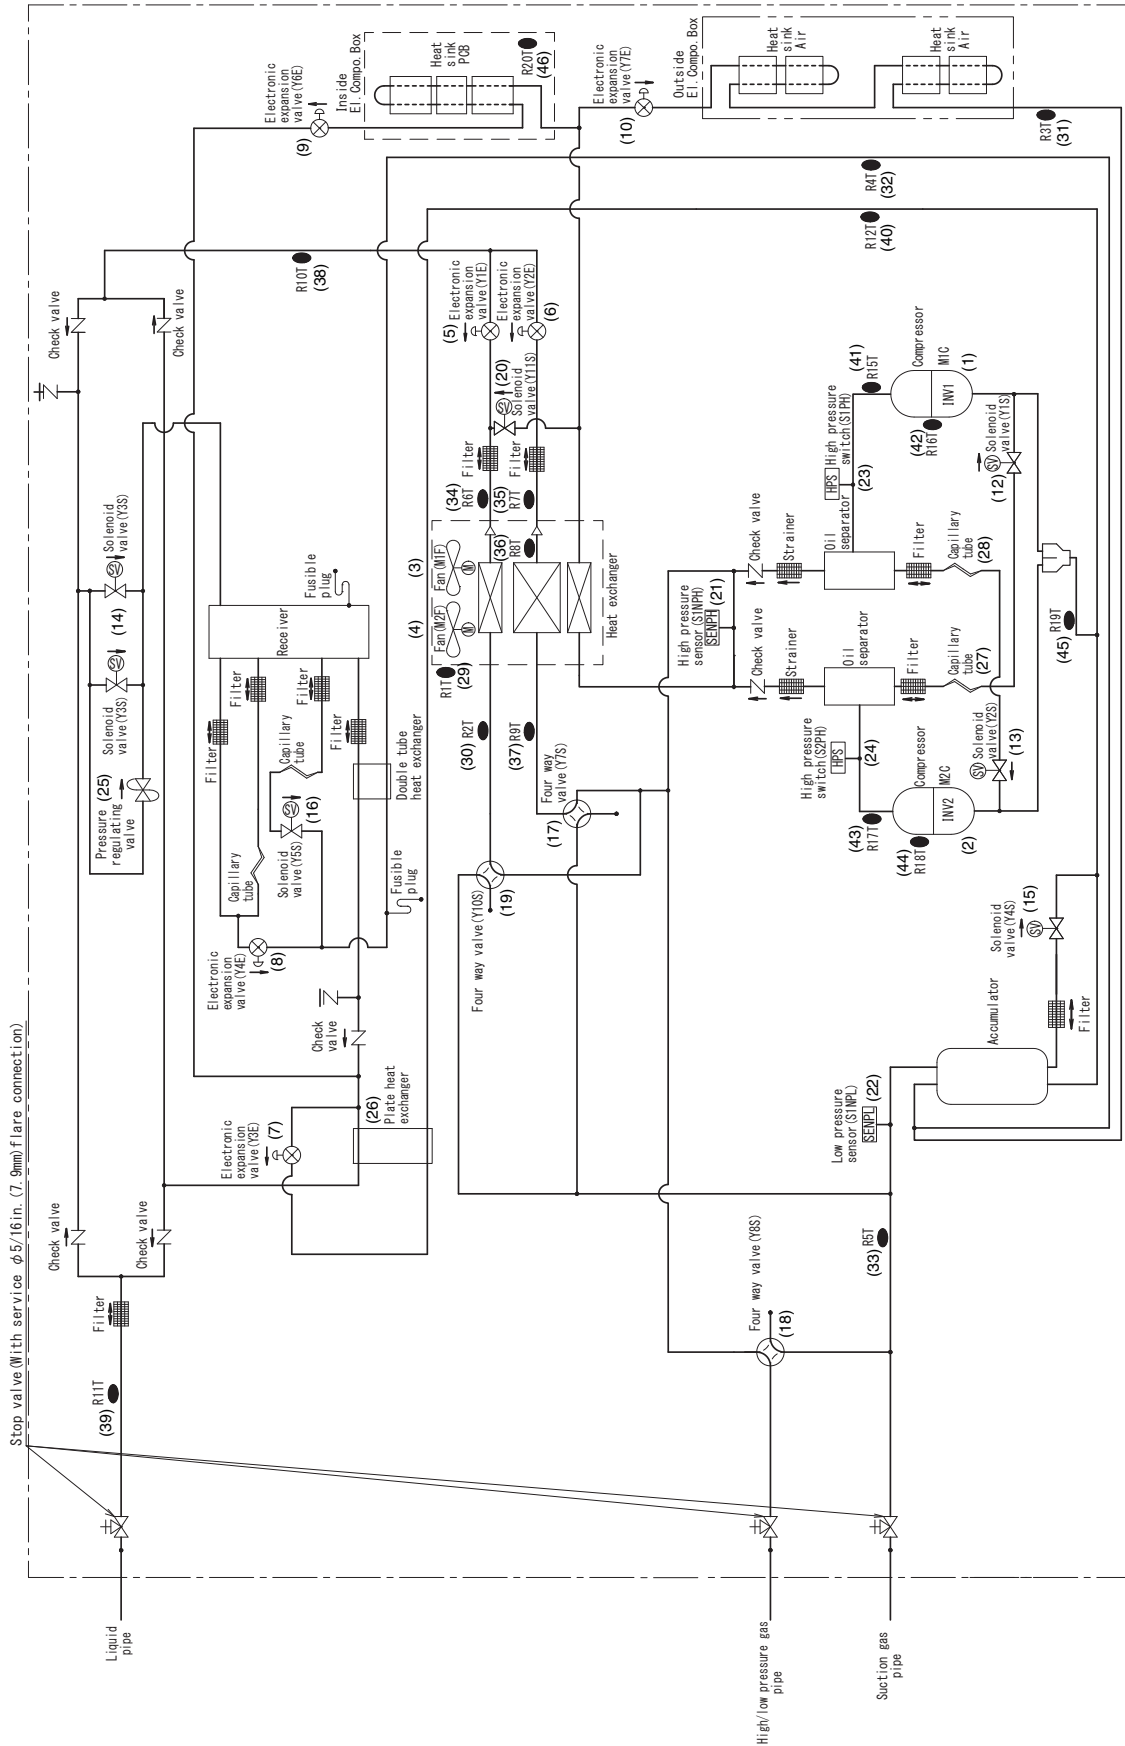 Stop valve(With service φ5/16in.(7.9mm)flare connection)
Liquid
pipe
(39)
R11T
Filter
Check valve
Check valve
Electronic
expansion
valve(Y3E)
(7)
(26)
Plate heat
exchanger
Check
valve
Electronic
expansion
valve(Y4E)
(8)
Capillary
tube
Solenoid
valve(Y5S)
(16)
Capillary
tube
Filter
Filter
Filter
Filter
Double tube
heat exchanger
Fusible
plug
Receiver
Fusible
plug
Pressure
regulating
valve
(25)
Solenoid
valve(Y3S)
(14)
Solenoid
valve(Y3S)
Check valve
Check valve
R10T
(38)
Electronic
expansion
valve(Y6E)
(9)
Inside
El.Compo.Box
Heat
sink
PCB
R20T
(46)
Electronic
expansion
valve(Y7E)
(10)
Outside
El.Compo.Box
Heat
sink
Air
Heat
sink
Air
R3T
(31)
R4T
(32)
R12T
(40)
(5)
Electronic
expansion
valve(Y1E)
Electronic
expansion
valve(Y2E)
(6)
(20)
Solenoid
valve(Y11S)
SV
Filter
Filter
(34)
R6T
(35)
R7T
(36)
R8T
(3)
Fan(M1F)
M
(4)
Fan(M2F)
M
Heat exchanger
R1T
(29)
(30) R2T
(37) R9T
Four way
valve(Y7S)
(17)
Four way valve(Y10S)
(19)
High pressure
sensor(S1NPH)
SENPH
(21)
Check valve
Strainer
Oil
separator
Filter
Capillary
tube
(28)
Check valve
Strainer
Oil
separator
Filter
Capillary
tube
(27)
HPS
High pressure
switch(S1PH)
(23)
(41)
R15T
Compressor
M1C
INV1
(1)
(42)
R16T
Solenoid
valve(Y1S)
SV
(12)
High pressure
switch(S2PH)
HPS
(24)
(43)
R17T
Compressor
M2C
INV2
(2)
(44)
R18T
Solenoid
valve(Y2S)
SV
(13)
R19T
(45)
Solenoid
valve(Y4S)
SV
(15)
Filter
Accumulator
Low pressure
sensor(S1NPL)
SENPL
(22)
(33)
R5T
Four way valve(Y8S)
(18)
SV
SV
SV
High/low pressure gas
pipe
Suction gas
pipe